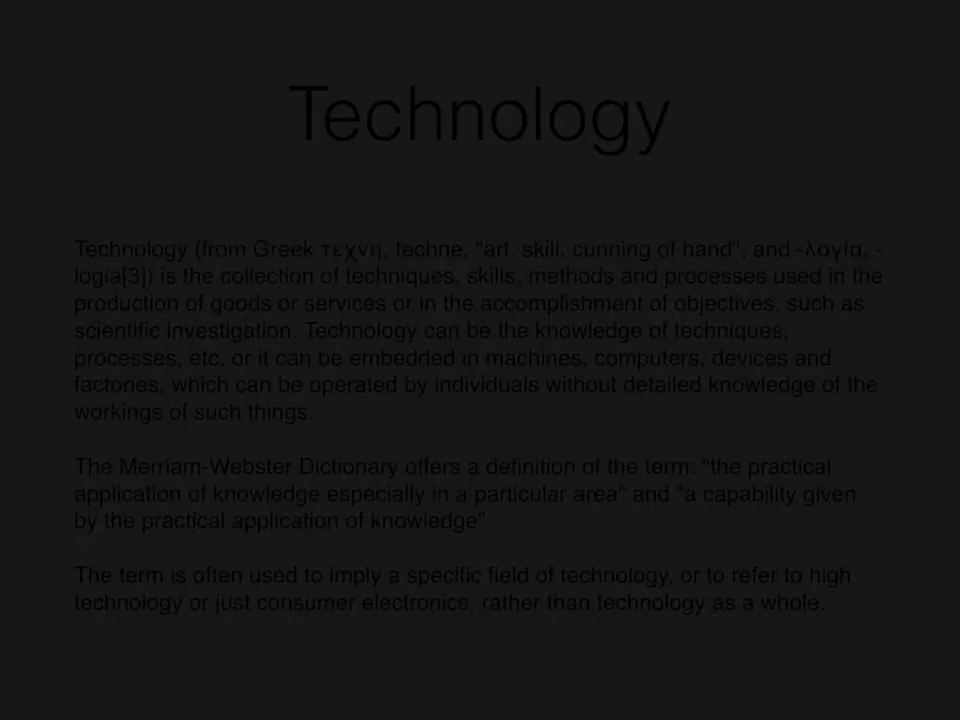 Technology
Technology (from Greek τεχνη, techne, "art, skill, cunning of hand"; and -λογία, -
logia[3]) is the collection of techniques, skills, methods and processes used in the
production of goods or services or in the accomplishment of objectives, such as
scientific investigation. Technology can be the knowledge of techniques,
processes, etc. or it can be embedded in machines, computers, devices and
factories, which can be operated by individuals without detailed knowledge of the
workings of such things.
The Merriam-Webster Dictionary offers a definition of the term: "the practical
application of knowledge especially in a particular area" and "a capability given
by the practical application of knowledge"
The term is often used to imply a specific field of technology, or to refer to high
technology or just consumer electronics, rather than technology as a whole.